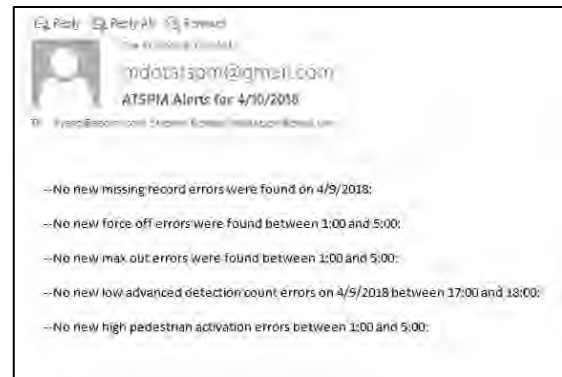 Reply Reply All Forward
mdotatspm@gmail.com
ATSPM Alerts for 4/10/2018
--No new missing record errors were found on 4/9/2018:
--No new force off errors were found between 1:00 and 5:00:
--No new max out errors were found between 1:00 and 5:00:
--No new low advanced detection count errors on 4/9/2018 between 17:00 and 18:00:
--No new high pedestrian activation errors between 1:00 and 5:00: